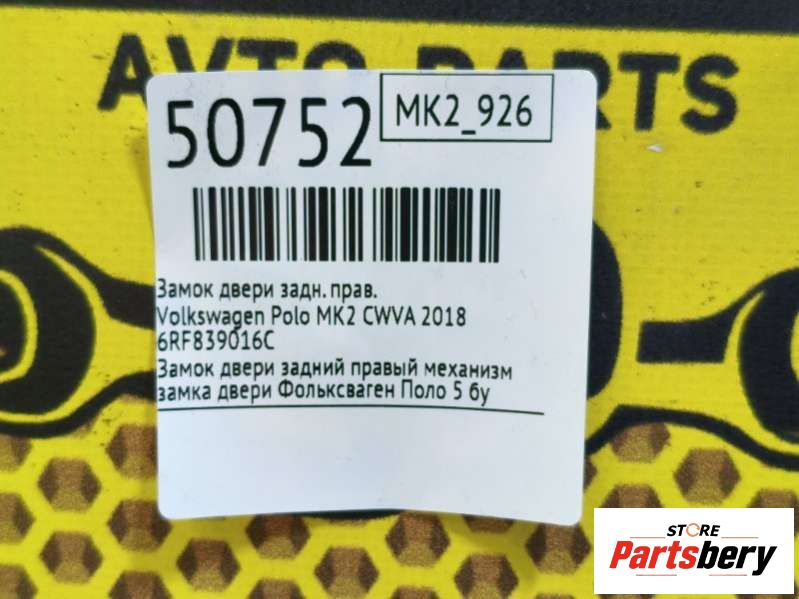 AVTO PARTS
50752
MK2_926
Замок двери задн. прав.
Volkswagen Polo MK2 CWVA 2018
6RF839016C
Замок двери задний правый механизм
замка двери Фольксваген Поло 5 бу
STORE
Partsbery